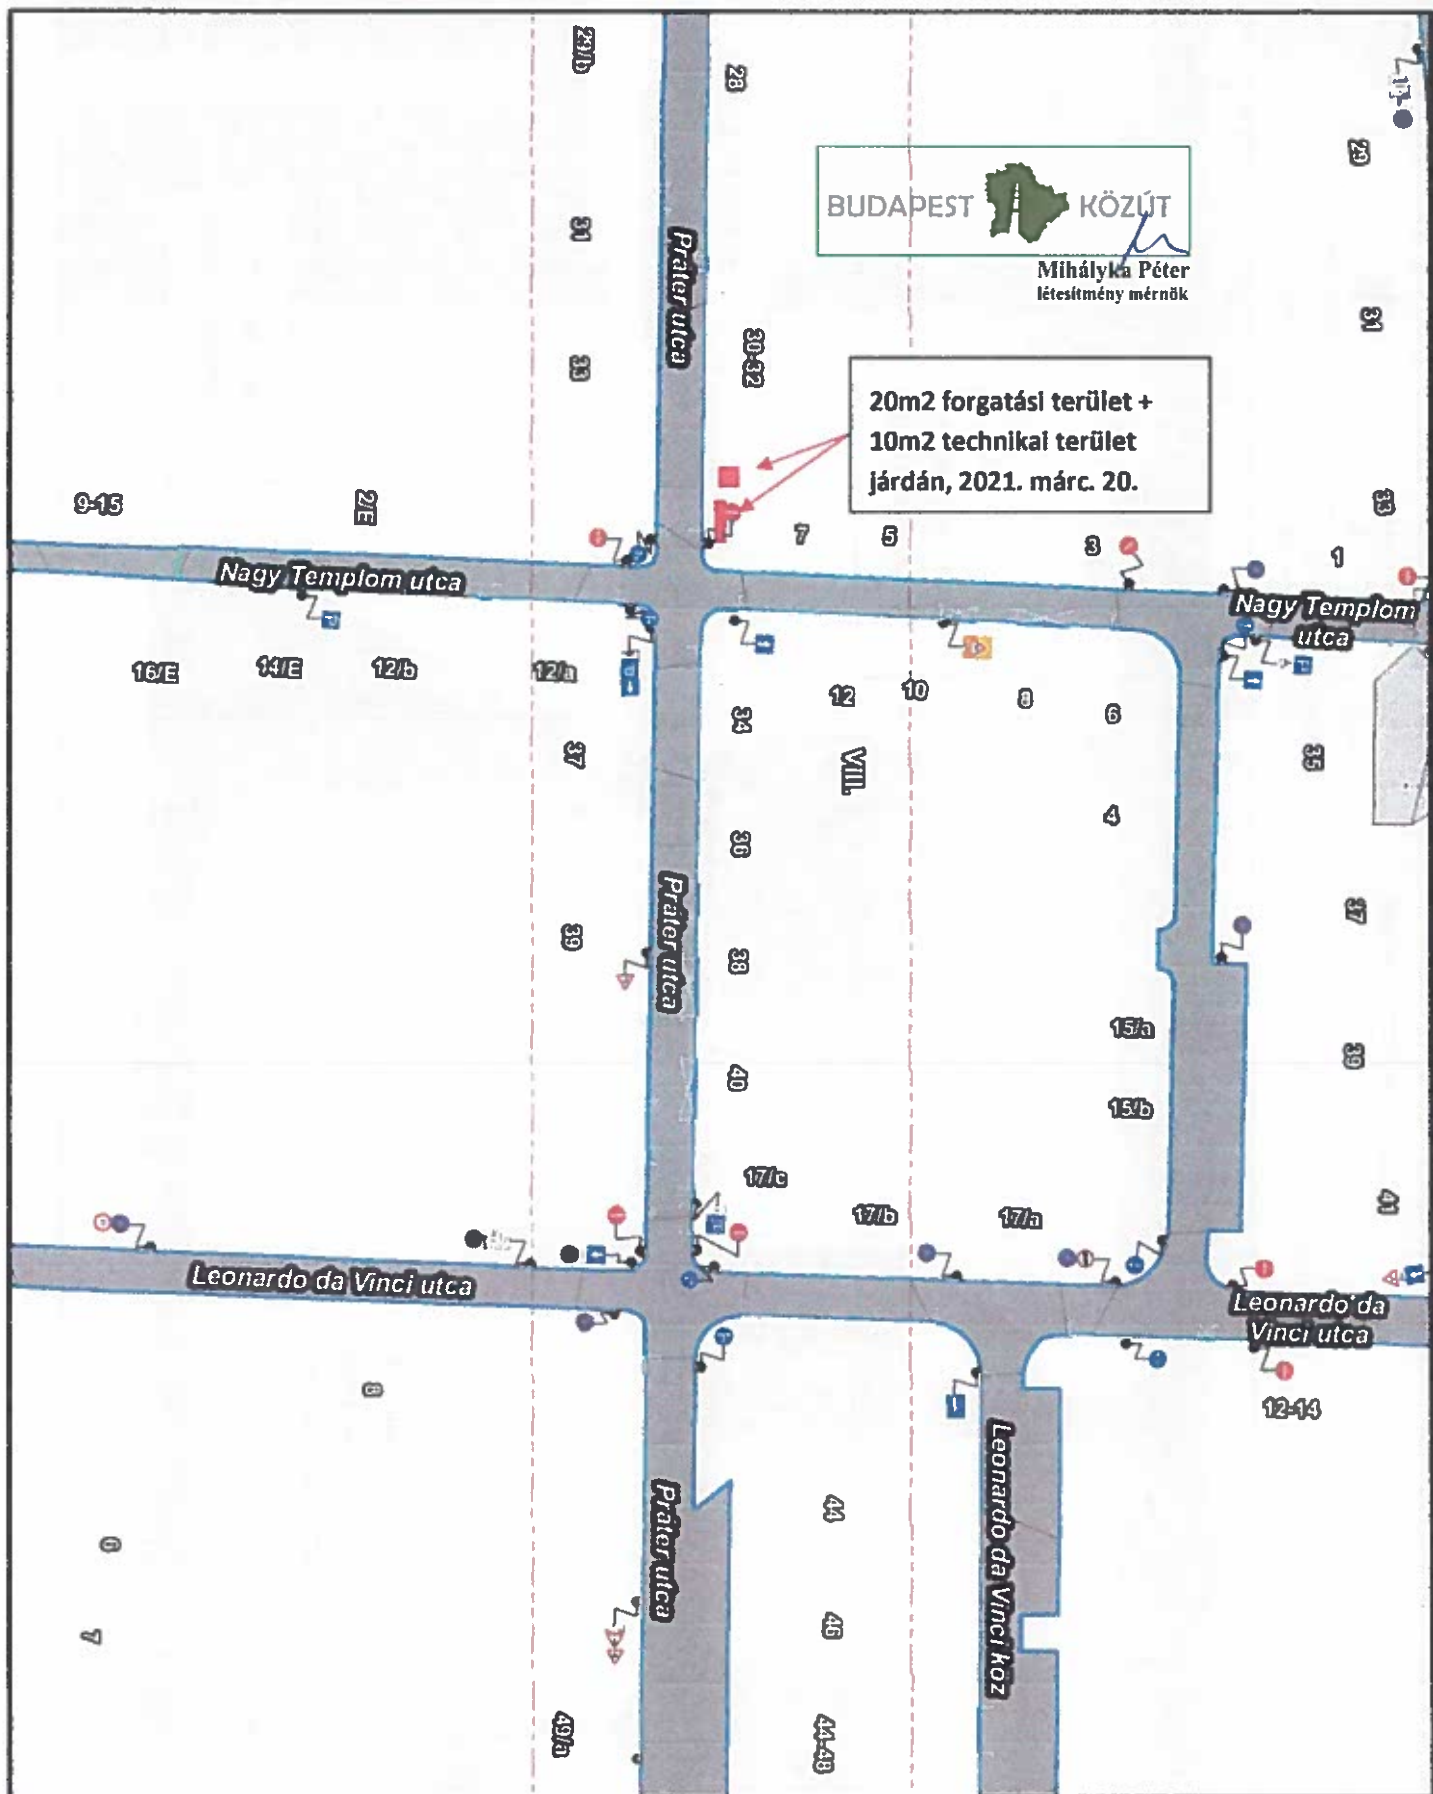 29/b
28
29
BUDAPEST KÖZÚT
Mihályka Péter
létesítmény mérnök
31
Práter utca
31
33
30-32
20m2 forgatási terület +
10m2 technikai terület
járdán, 2021. márc. 20.
9-15
2/E
7
5
3
33
1
Nagy Templom utca
Nagy Templom
utca
16/E
14/E
12/b
12/a
34
12
10
8
6
37
VIII.
35
4
36
Práter utca
39
38
37
15/a
39
40
15/b
17/c
17/b
17/a
41
Leonardo da Vinci utca
Leonardo da
Vinci utca
8
12-14
Leonardo da Vinci köz
44
Práter utca
6
7
46
49/a
44-48